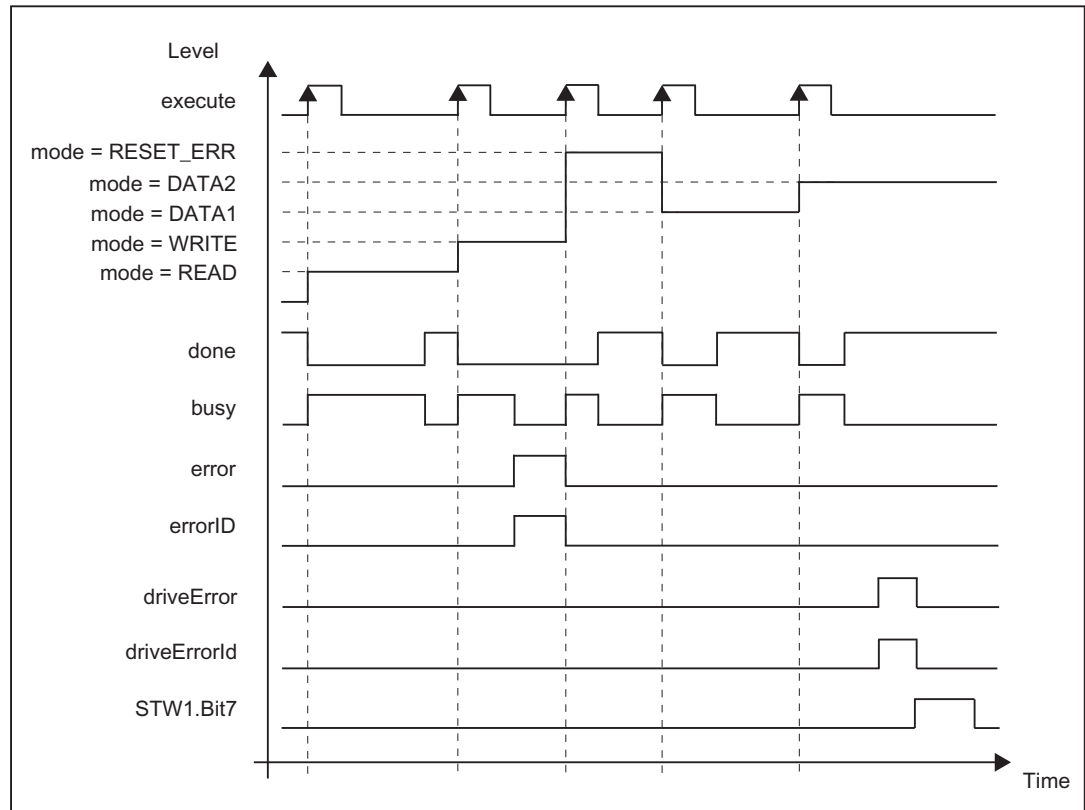 Level
execute
mode = RESET_ERR
mode = DATA2
mode = DATA1
mode = WRITE
mode = READ
done
busy
error
errorID
driveError
driveErrorId
STW1.Bit7
Time